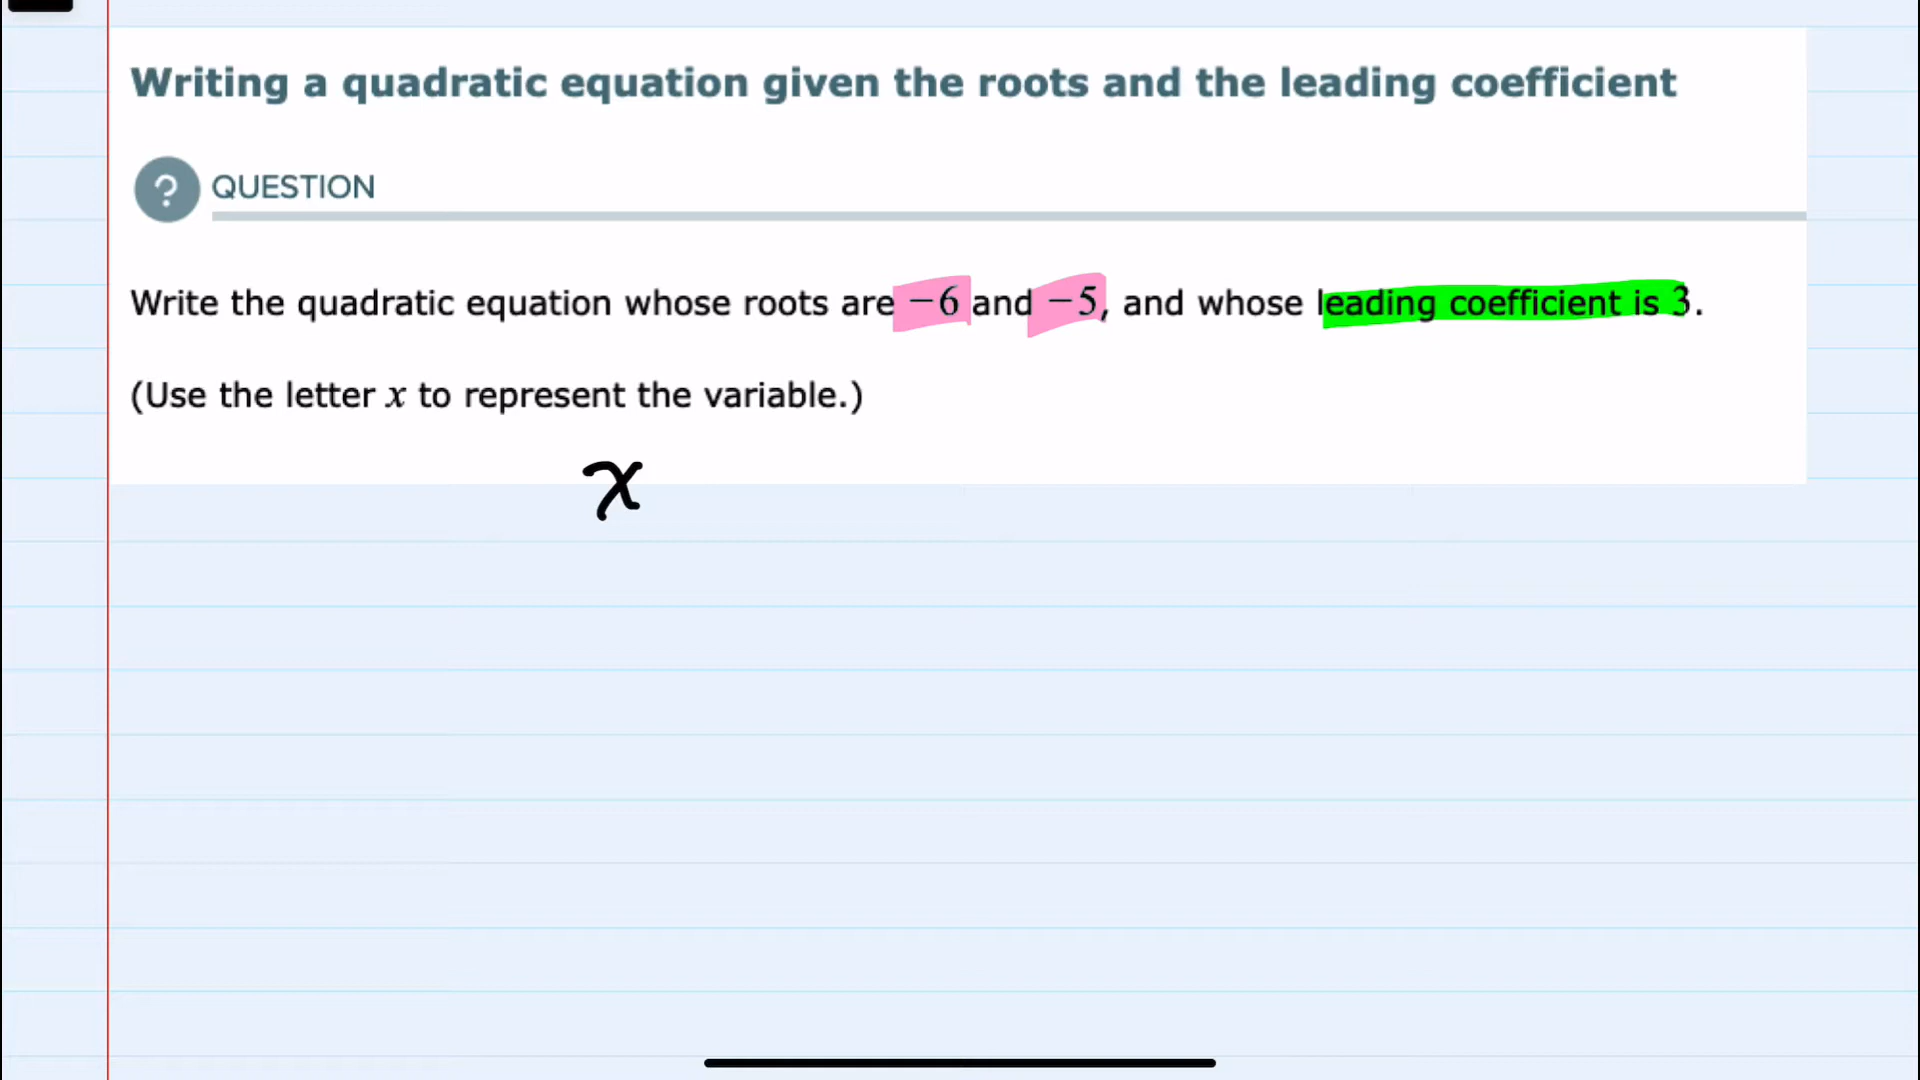 Writing a quadratic equation given the roots and the leading coefficient
? QUESTION
Write the quadratic equation whose roots are −6 and −5, and whose leading coefficient is 3.
(Use the letter x to represent the variable.)
x